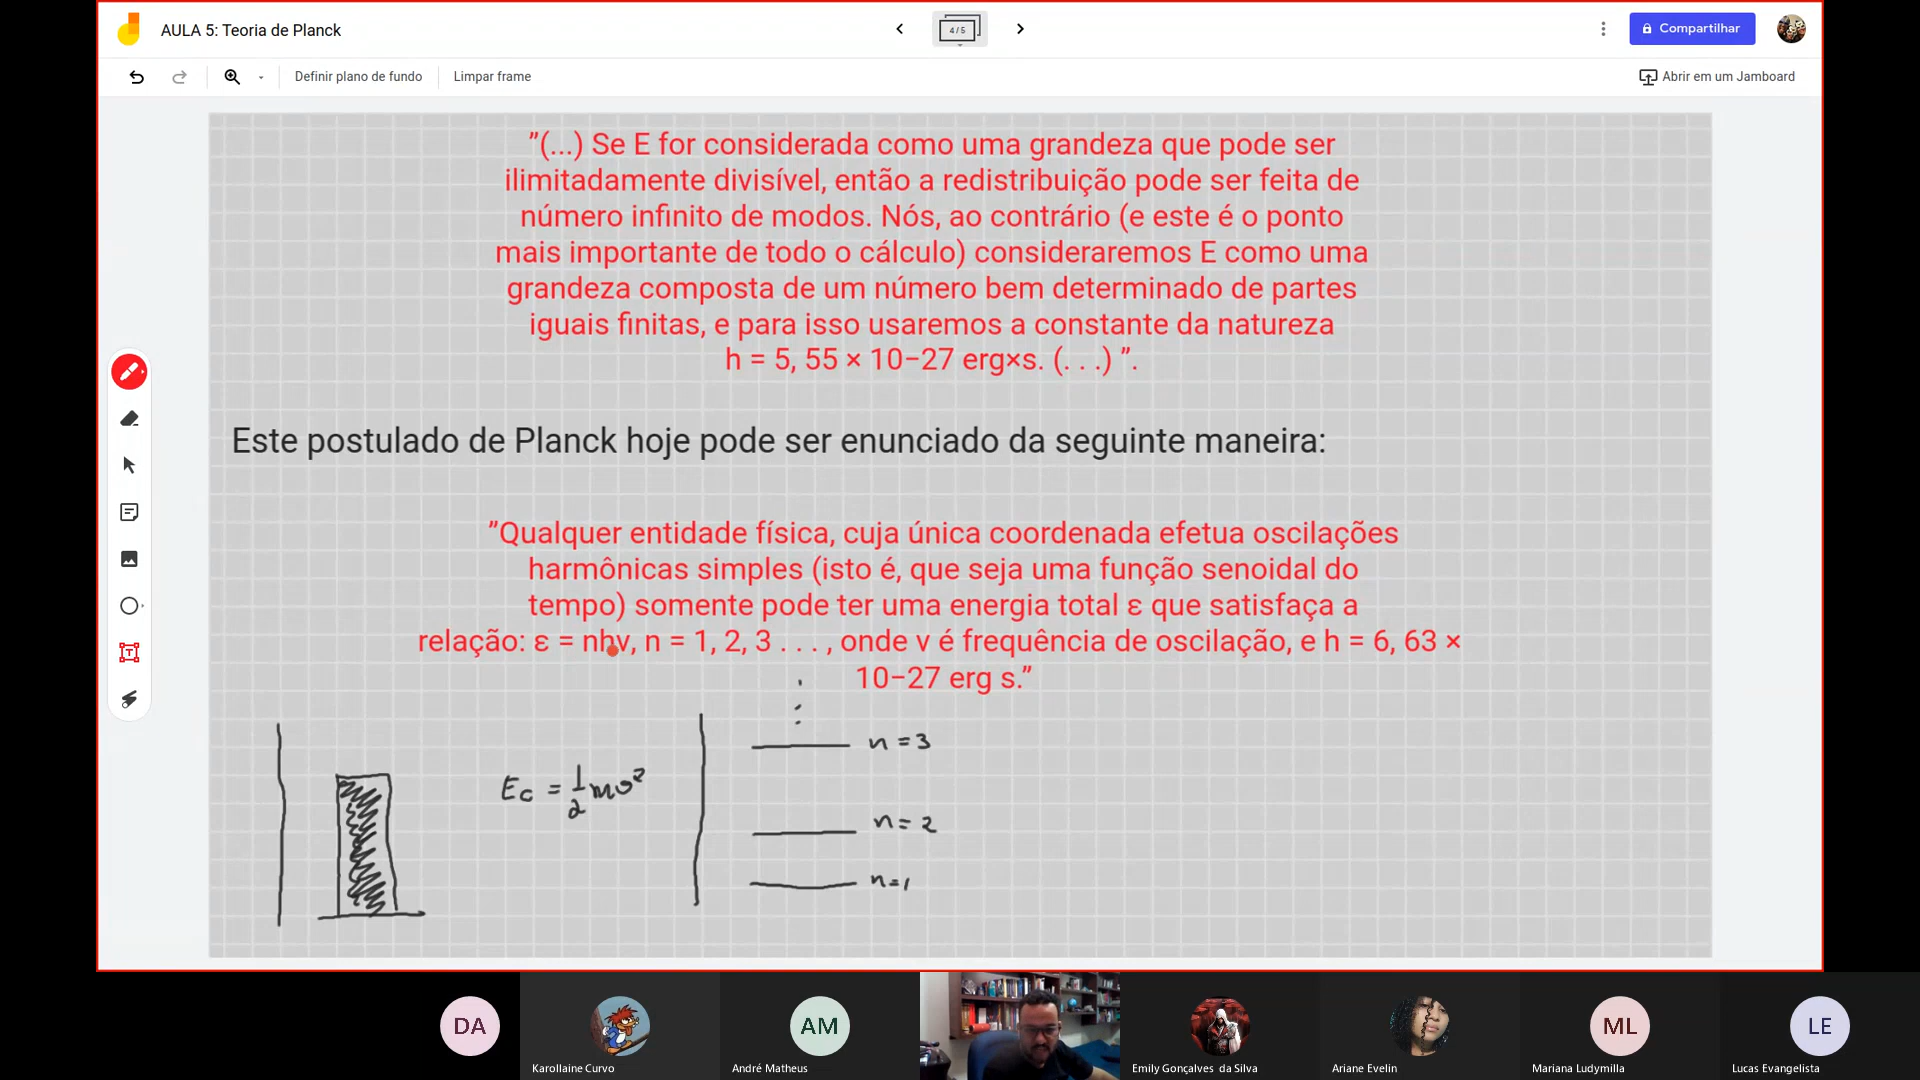 AULA 5: Teoria de Planck
4 / 5
Compartilhar
Definir plano de fundo
Limpar frame
Abrir em um Jamboard
”(...) Se E for considerada como uma grandeza que pode ser
ilimitadamente divisível, então a redistribuição pode ser feita de
número infinito de modos. Nós, ao contrário (e este é o ponto
mais importante de todo o cálculo) consideraremos E como uma
grandeza composta de um número bem determinado de partes
iguais finitas, e para isso usaremos a constante da natureza
h = 5, 55 × 10−27 erg×s. (. . .) ”.
Este postulado de Planck hoje pode ser enunciado da seguinte maneira:
”Qualquer entidade física, cuja única coordenada efetua oscilações
harmônicas simples (isto é, que seja uma função senoidal do
tempo) somente pode ter uma energia total ε que satisfaça a
relação: ε = nhν, n = 1, 2, 3 . . . , onde ν é frequência de oscilação, e h = 6, 63 ×
10−27 erg s.”
n = 3
Ec = 1/2 mv²
n = 2
n = 1
DA
AM
ML
LE
Karollaine Curvo
André Matheus
Emily Gonçalves da Silva
Ariane Evelin
Mariana Ludymilla
Lucas Evangelista